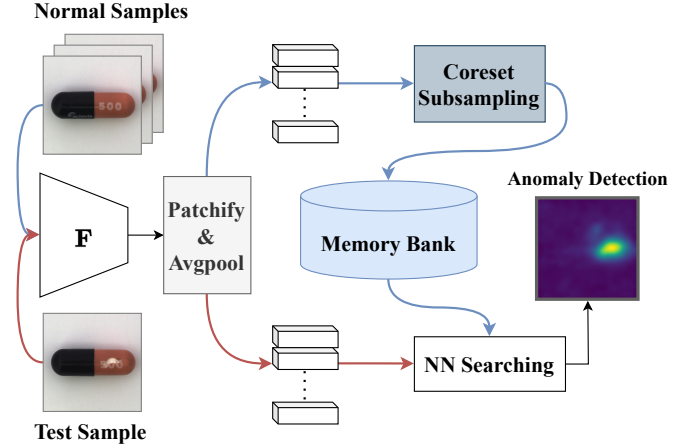 Normal Samples
500
Coreset
Subsampling
Anomaly Detection
F
Patchify
&
Avgpool
Memory Bank
NN Searching
Test Sample